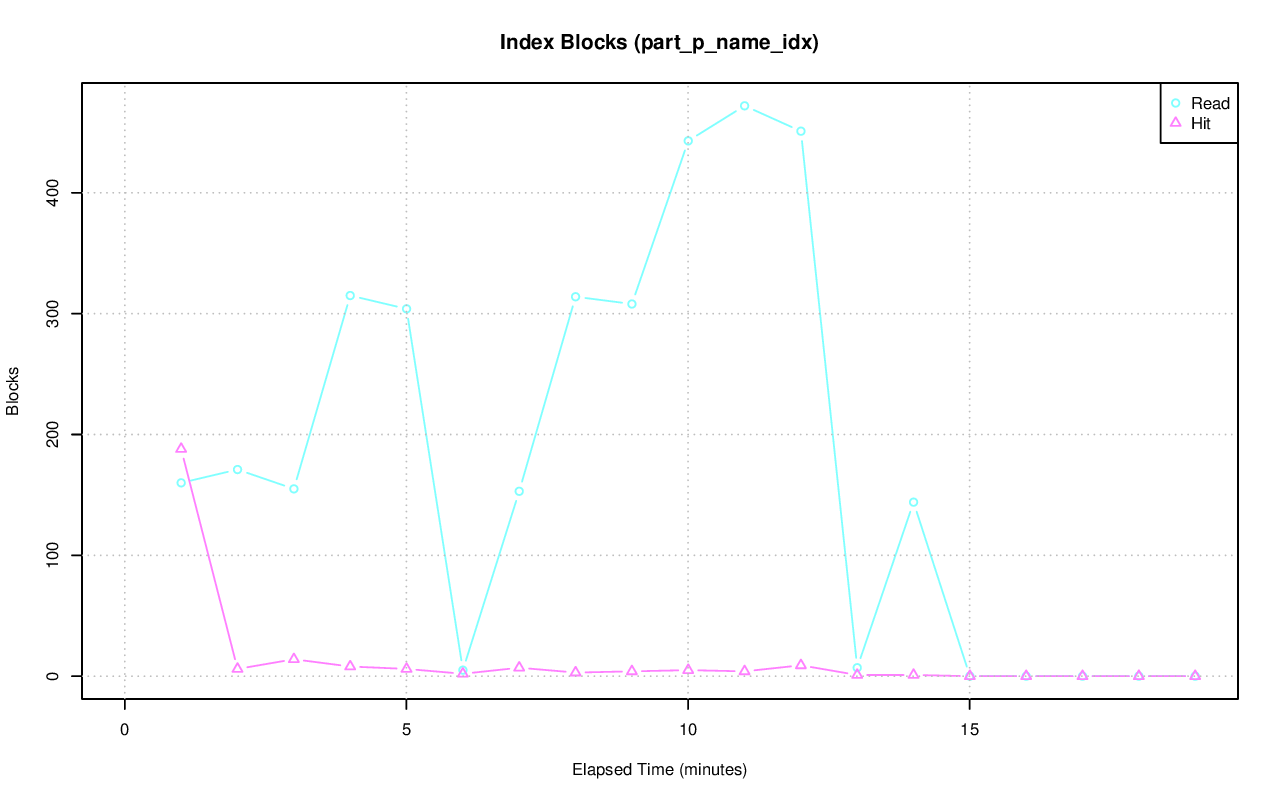 Index Blocks (part_p_name_idx)
Read
Hit
400
300
200
100
0
Blocks
0 5 10 15
Elapsed Time (minutes)